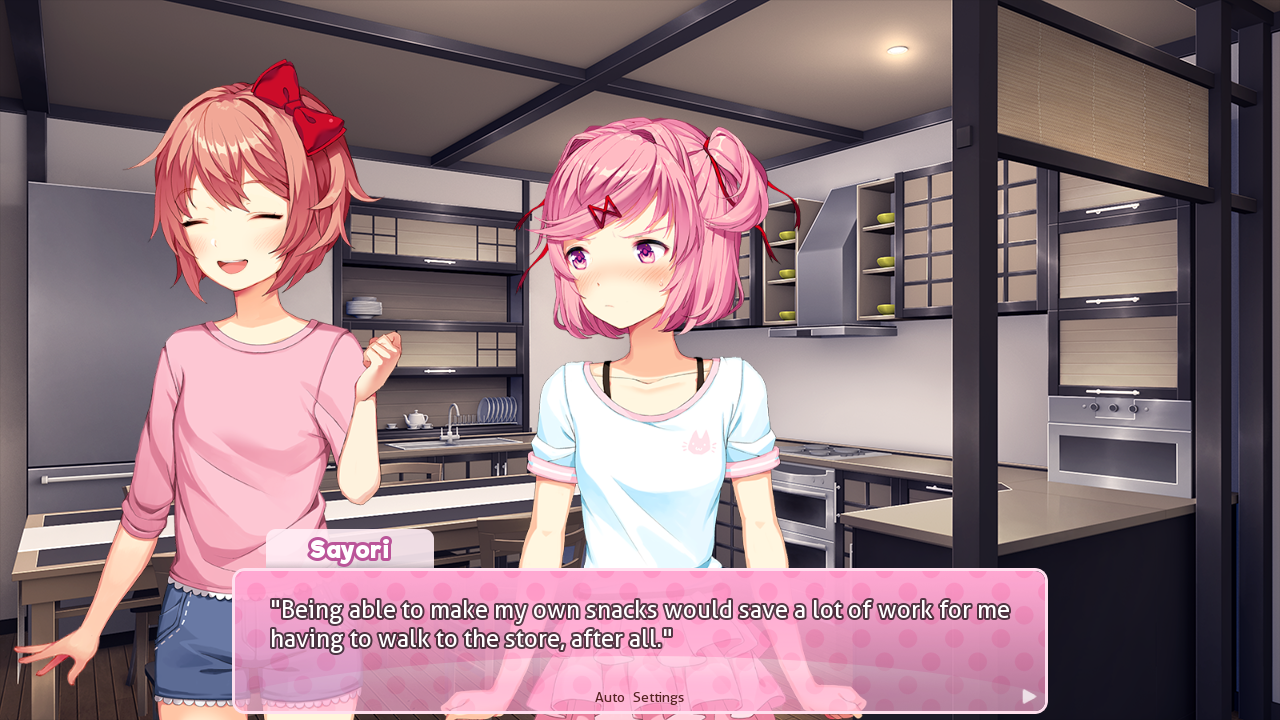 Sayori
"Being able to make my own snacks would save a lot of work for me
having to walk to the store, after all."
Auto Settings